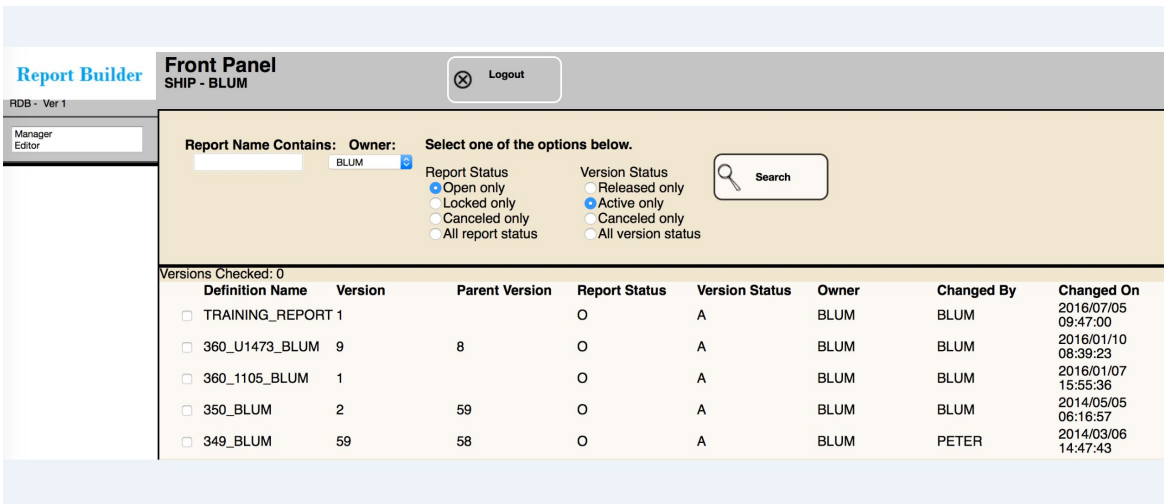 Report Builder
RDB - Ver 1
Manager
Editor
Front Panel
SHIP - BLUM
Logout
Report Name Contains: Owner:
BLUM
Select one of the options below.
Report Status
Open only
Locked only
Canceled only
All report status
Version Status
Released only
Active only
Canceled only
All version status
Search
Versions Checked: 0
Definition Name Version Parent Version Report Status Version Status Owner Changed By Changed On
TRAINING_REPORT 1 O A BLUM BLUM 2016/07/05
09:47:00
360_U1473_BLUM 9 8 O A BLUM BLUM 2016/01/10
08:39:23
360_1105_BLUM 1 O A BLUM BLUM 2016/01/07
15:55:36
350_BLUM 2 59 O A BLUM BLUM 2014/05/05
06:16:57
349_BLUM 59 58 O A BLUM PETER 2014/03/06
14:47:43